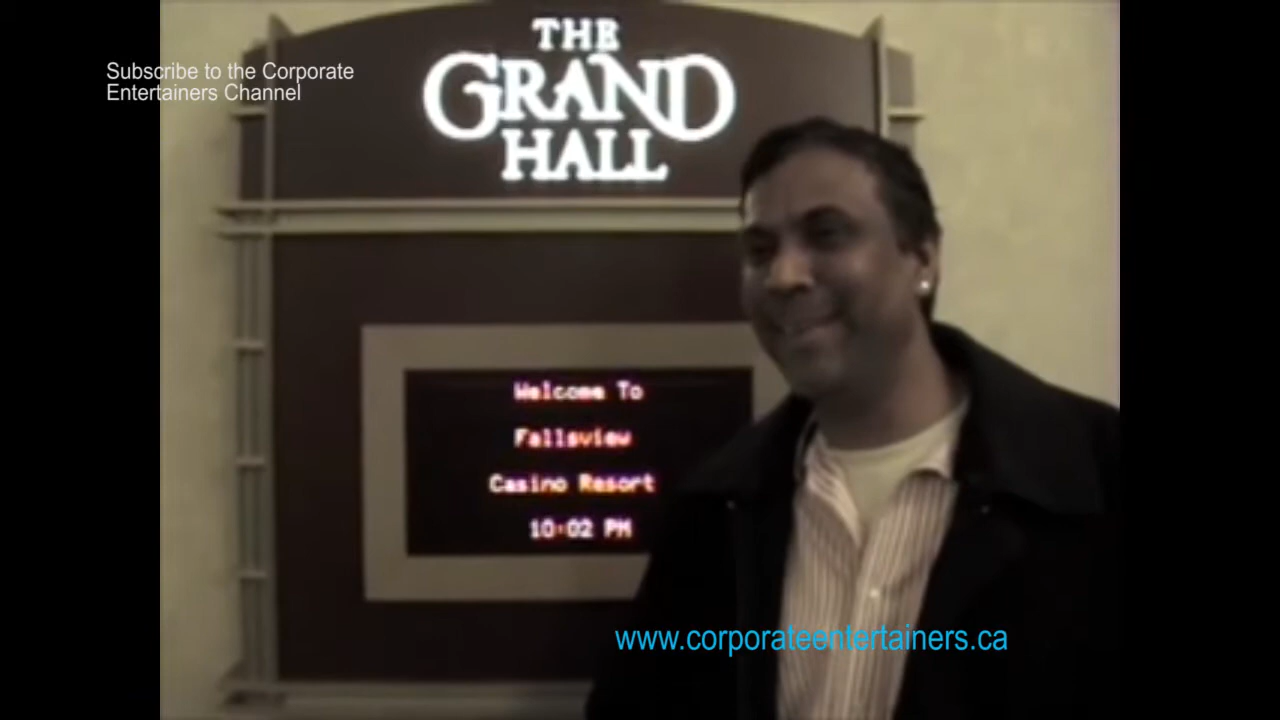 Subscribe to the Corporate
Entertainers Channel
THE
GRAND
HALL
Welcome To
Fallsview
Casino Resort
10:02 PM
www.corporateentertainers.ca